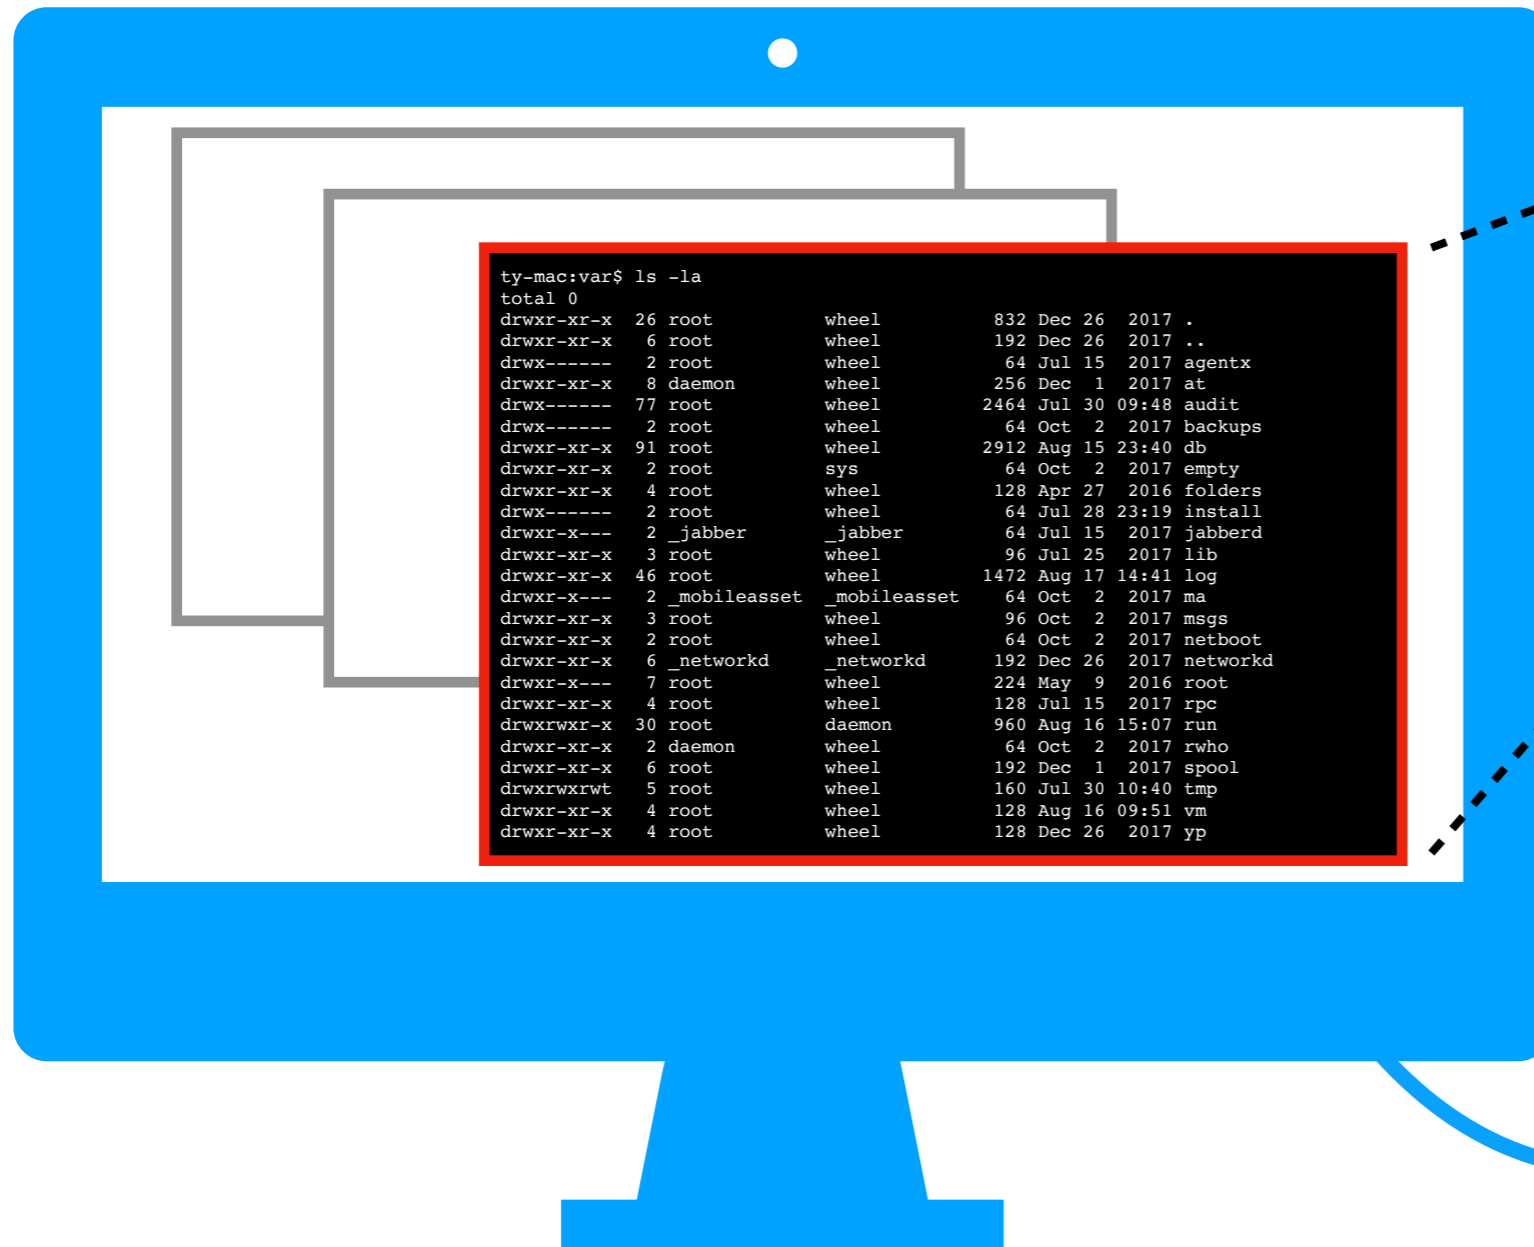 ty-mac:var$ ls -la
total 0
drwxr-xr-x  26 root          wheel          832 Dec 26  2017 .
drwxr-xr-x   6 root          wheel          192 Dec 26  2017 ..
drwx------   2 root          wheel           64 Jul 15  2017 agentx
drwxr-xr-x   8 daemon        wheel          256 Dec  1  2017 at
drwx------  77 root          wheel         2464 Jul 30 09:48 audit
drwx------   2 root          wheel           64 Oct  2  2017 backups
drwxr-xr-x  91 root          wheel         2912 Aug 15 23:40 db
drwxr-xr-x   2 root          sys             64 Oct  2  2017 empty
drwxr-xr-x   4 root          wheel          128 Apr 27  2016 folders
drwx------   2 root          wheel           64 Jul 28 23:19 install
drwxr-x---   2 _jabber       _jabber         64 Jul 15  2017 jabberd
drwxr-xr-x   3 root          wheel           96 Jul 25  2017 lib
drwxr-xr-x  46 root          wheel         1472 Aug 17 14:41 log
drwxr-x---   2 _mobileasset  _mobileasset    64 Oct  2  2017 ma
drwxr-xr-x   3 root          wheel           96 Oct  2  2017 msgs
drwxr-xr-x   2 root          wheel           64 Oct  2  2017 netboot
drwxr-xr-x   6 _networkd     _networkd      192 Dec 26  2017 networkd
drwxr-x---   7 root          wheel          224 May  9  2016 root
drwxr-xr-x   4 root          wheel          128 Jul 15  2017 rpc
drwxrwxr-x  30 root          daemon         960 Aug 16 15:07 run
drwxr-xr-x   2 daemon        wheel           64 Oct  2  2017 rwho
drwxr-xr-x   6 root          wheel          192 Dec  1  2017 spool
drwxrwxrwt   5 root          wheel          160 Jul 30 10:40 tmp
drwxr-xr-x   4 root          wheel          128 Aug 16 09:51 vm
drwxr-xr-x   4 root          wheel          128 Dec 26  2017 yp